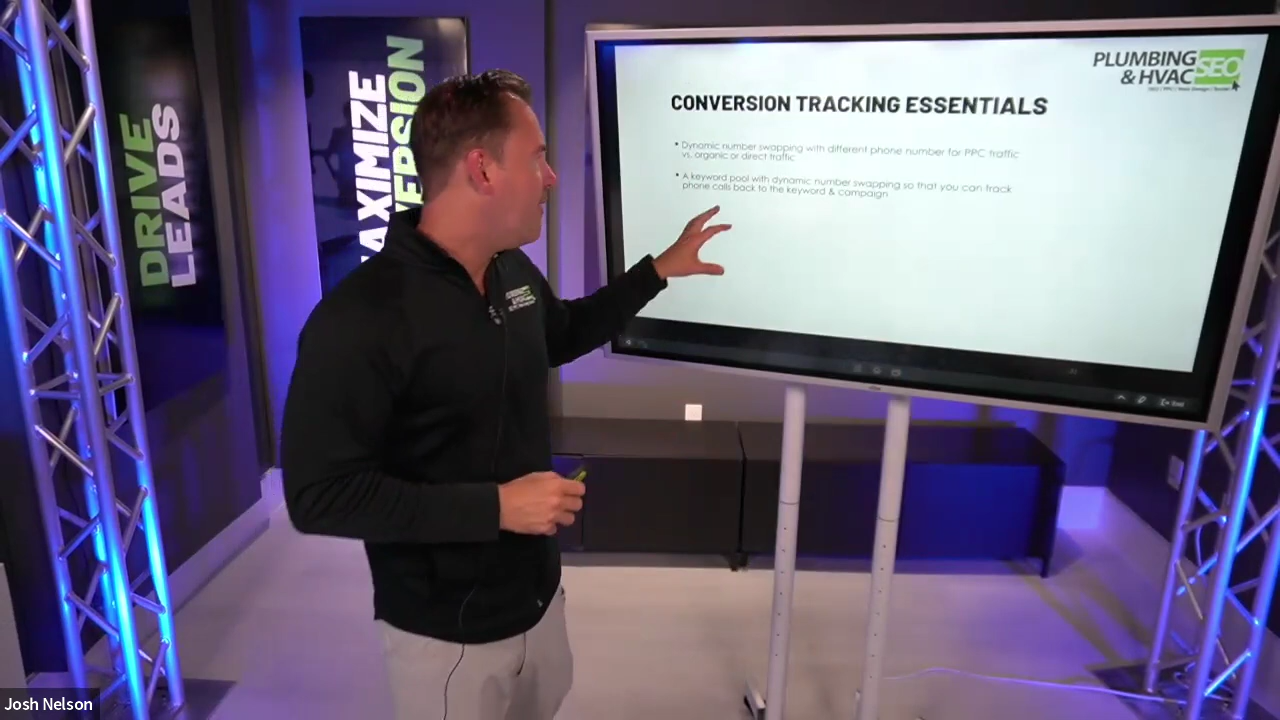 DRIVE
LEADS
MAXIMIZE
PLUMBING
& HVAC SEO
CONVERSION TRACKING ESSENTIALS
• Dynamic number swapping with different phone number for PPC traffic
vs. organic or direct traffic
• A keyword pool with dynamic number swapping so that you can track
phone calls back to the keyword & campaign
Josh Nelson